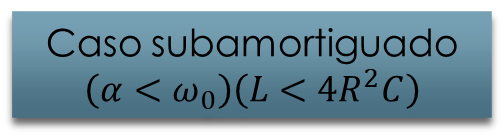 Caso subamortiguado
(α < ω₀)(L < 4R²C)